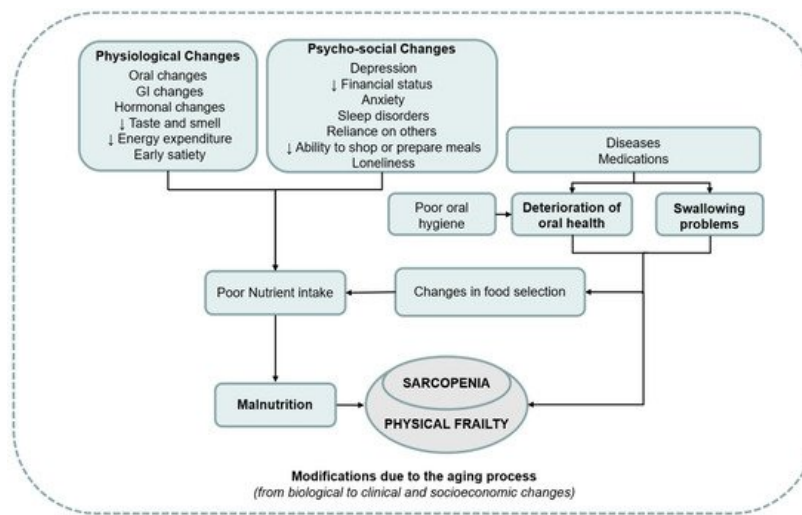 Physiological Changes
Oral changes
GI changes
Hormonal changes
↓ Taste and smell
↓ Energy expenditure
Early satiety
Psycho-social Changes
Depression
↓ Financial status
Anxiety
Sleep disorders
Reliance on others
↓ Ability to shop or prepare meals
Loneliness
Diseases
Medications
Poor oral
hygiene
Deterioration of
oral health
Swallowing
problems
Poor Nutrient intake
Changes in food selection
Malnutrition
SARCOPENIA
PHYSICAL FRAILTY
Modifications due to the aging process
(from biological to clinical and socioeconomic changes)